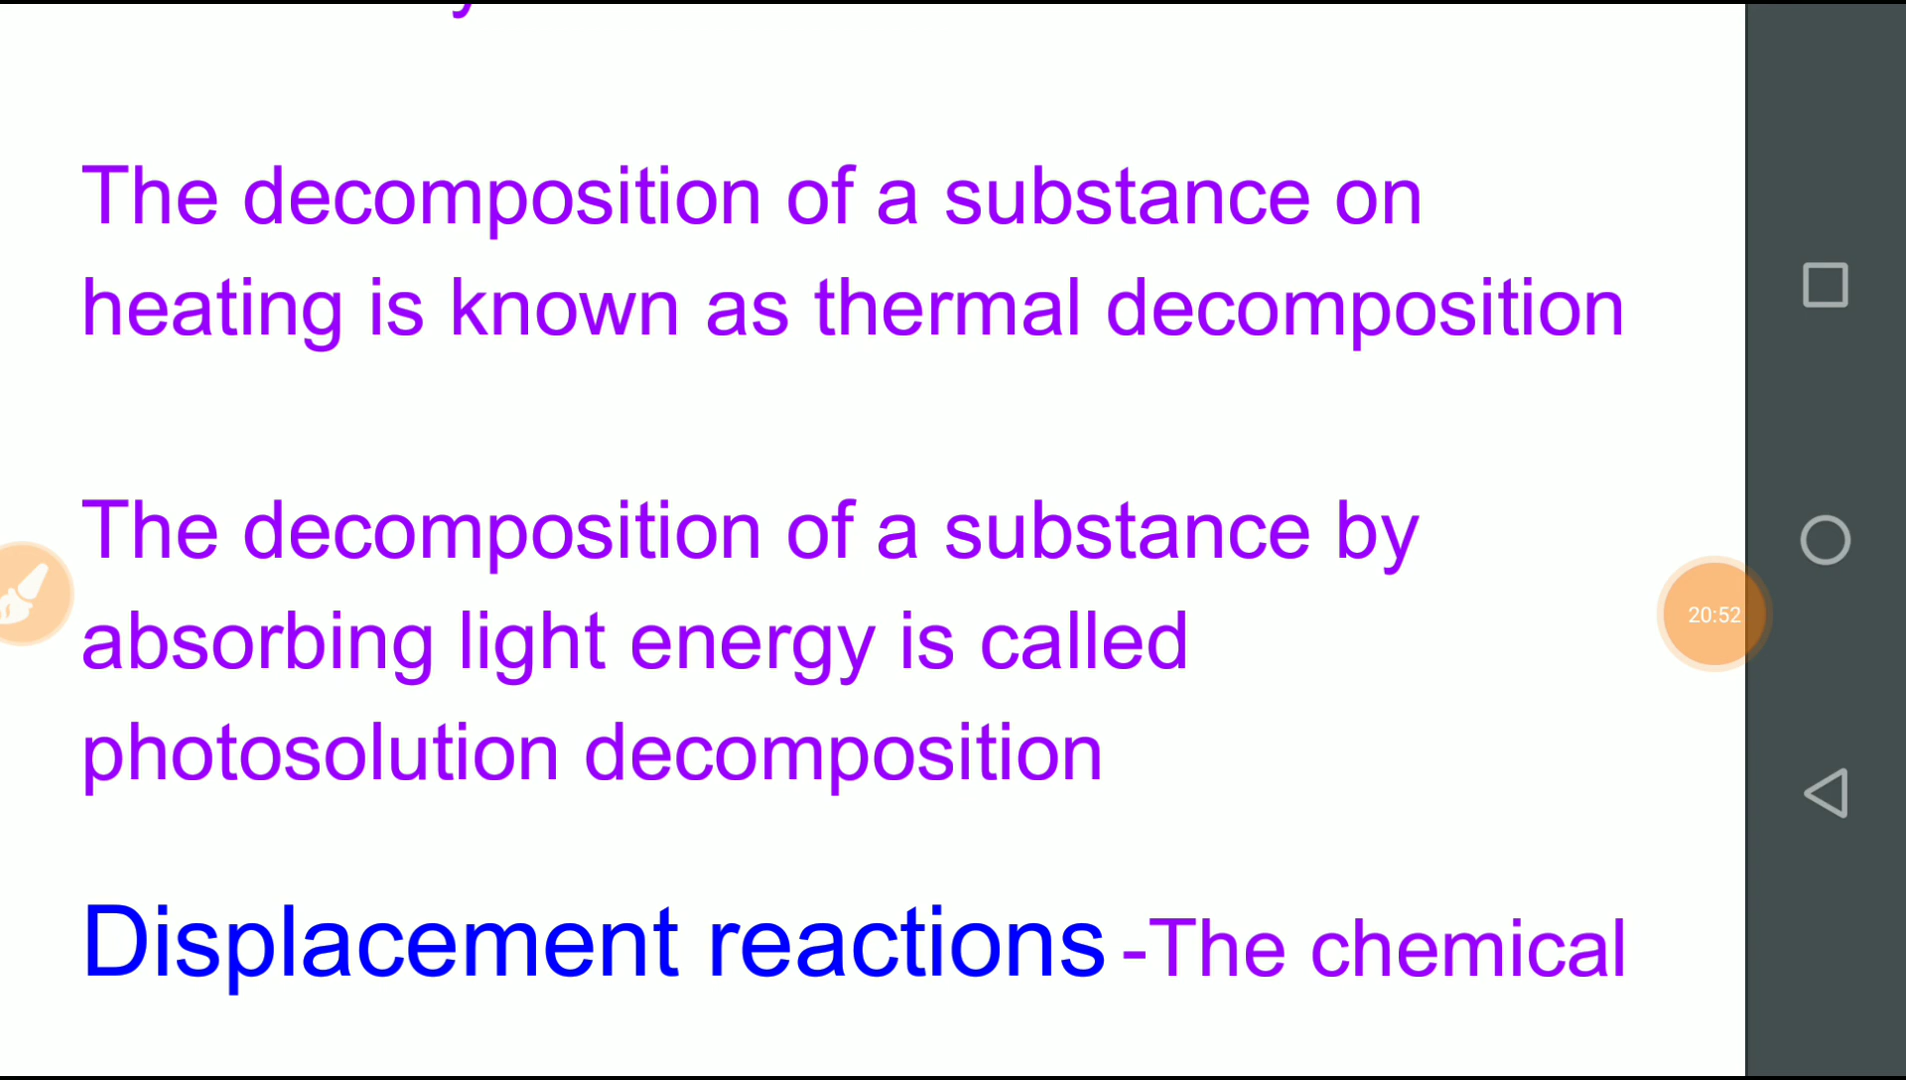 The decomposition of a substance on
heating is known as thermal decomposition
The decomposition of a substance by
absorbing light energy is called
photosolution decomposition
Displacement reactions -The chemical
20:52